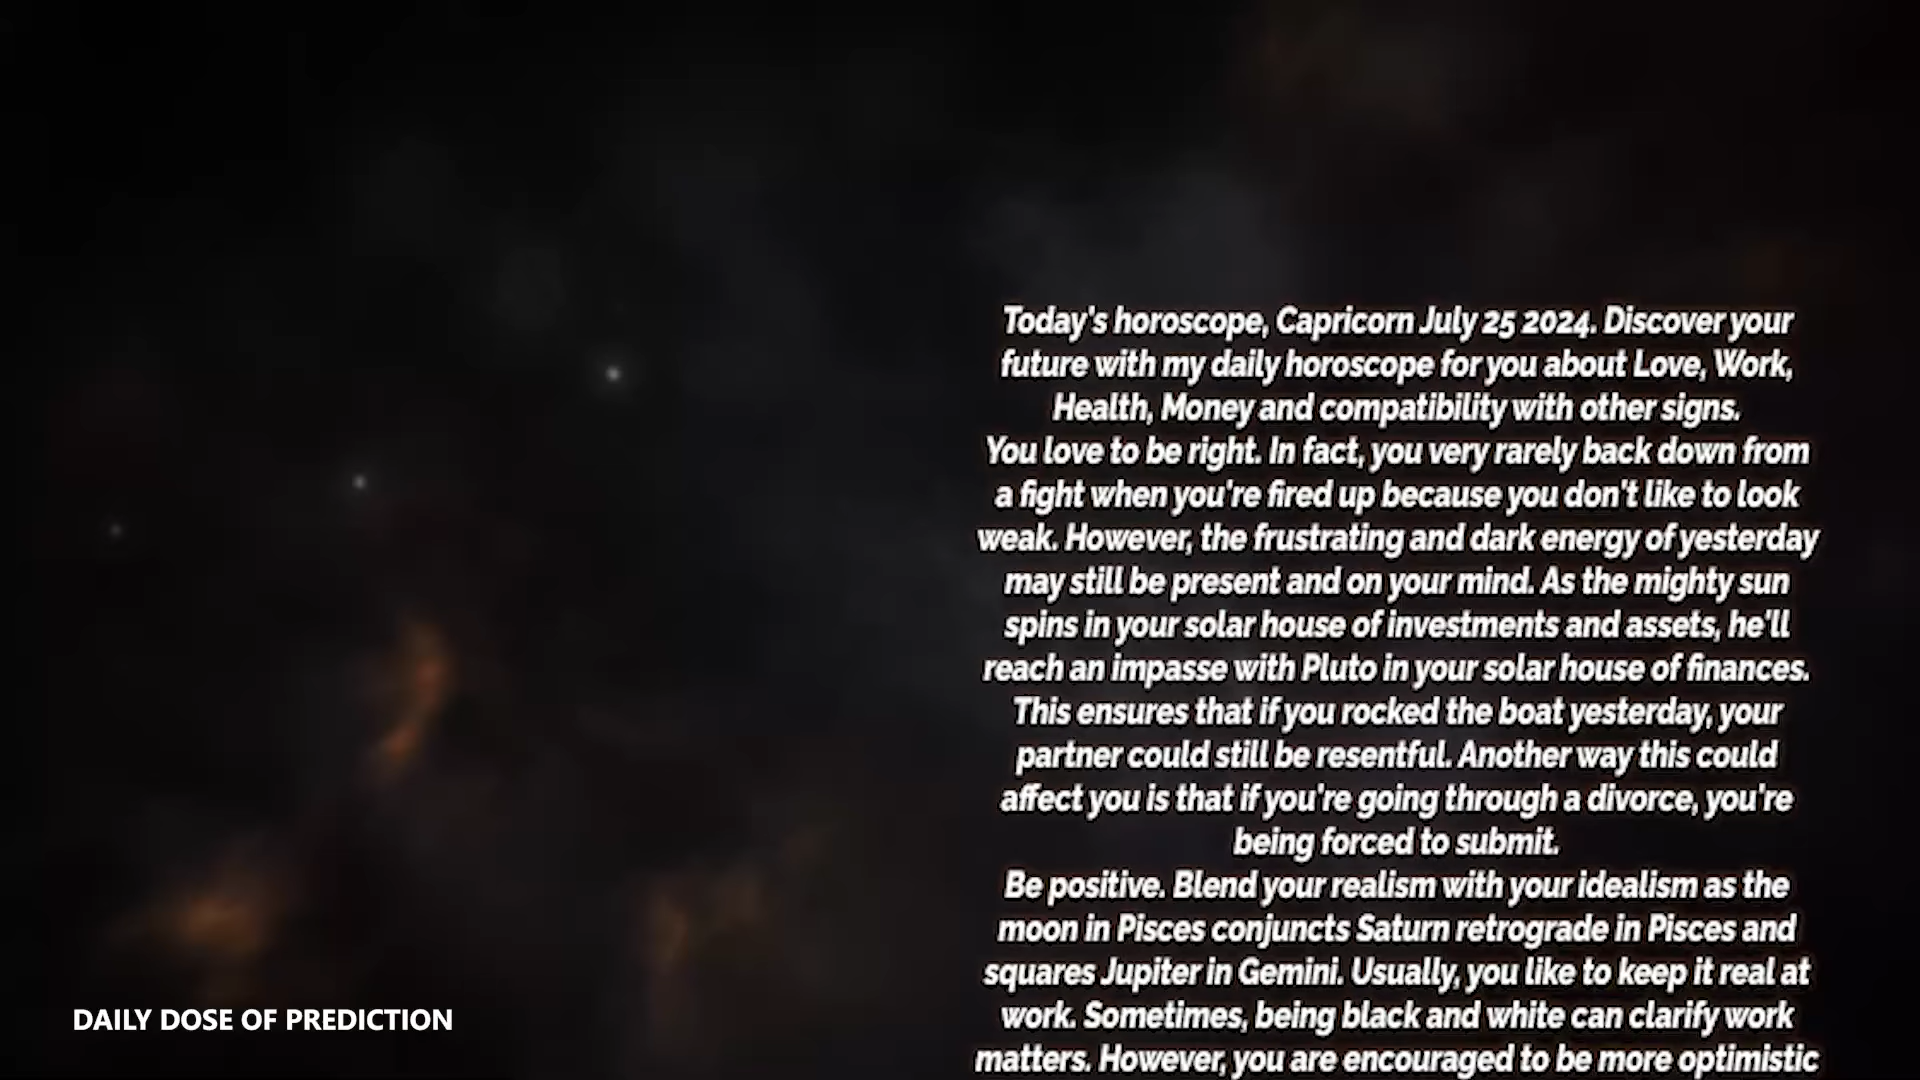 Today's horoscope, Capricorn July 25 2024. Discover your
future with my daily horoscope for you about Love, Work,
Health, Money and compatibility with other signs.
You love to be right. In fact, you very rarely back down from
a fight when you're fired up because you don't like to look
weak. However, the frustrating and dark energy of yesterday
may still be present and on your mind. As the mighty sun
spins in your solar house of investments and assets, he'll
reach an impasse with Pluto in your solar house of finances.
This ensures that if you rocked the boat yesterday, your
partner could still be resentful. Another way this could
affect you is that if you're going through a divorce, you're
being forced to submit.
Be positive. Blend your realism with your idealism as the
moon in Pisces conjuncts Saturn retrograde in Pisces and
squares Jupiter in Gemini. Usually, you like to keep it real at
work. Sometimes, being black and white can clarify work
matters. However, you are encouraged to be more optimistic
DAILY DOSE OF PREDICTION